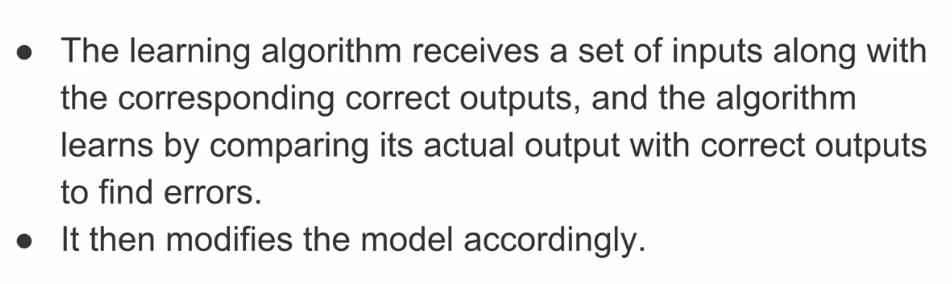 ● The learning algorithm receives a set of inputs along with
the corresponding correct outputs, and the algorithm
learns by comparing its actual output with correct outputs
to find errors.
● It then modifies the model accordingly.